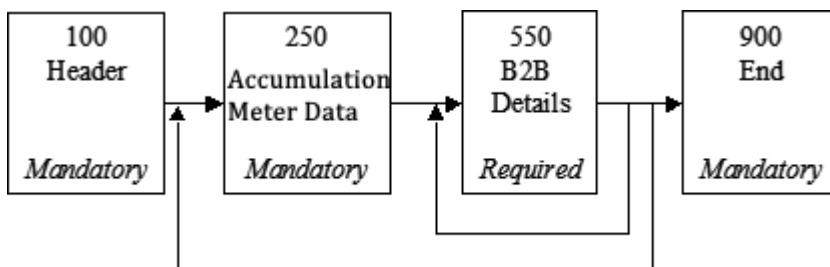 100
Header
Mandatory
250
Accumulation
Meter Data
Mandatory
550
B2B
Details
Required
900
End
Mandatory